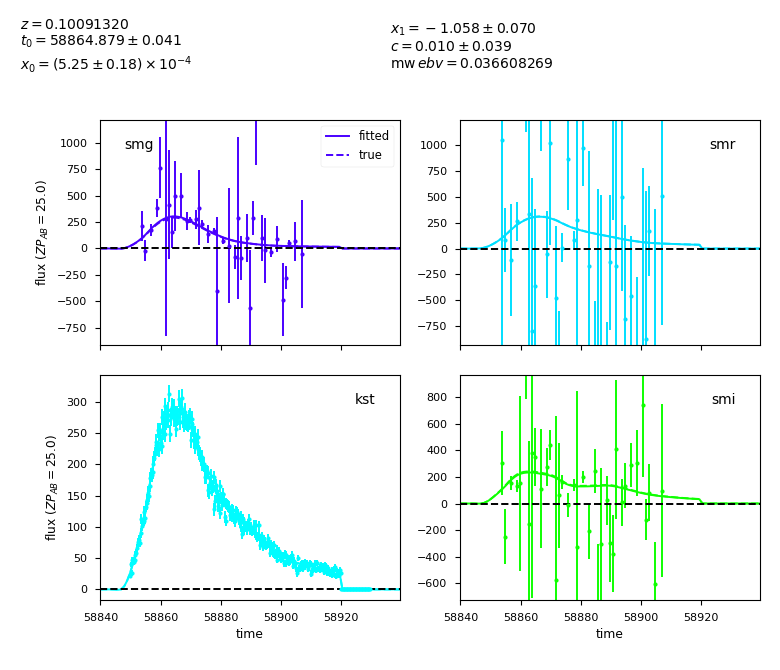 z = 0.10091320
t₀ = 58864.879 ± 0.041
x₀ = (5.25 ± 0.18) × 10⁻⁴
x₁ = −1.058 ± 0.070
c = 0.010 ± 0.039
mw ebv = 0.036608269
smg
fitted
true
1000
750
500
250
0
−250
−500
−750
flux (ZP_AB = 25.0)
smr
1000
750
500
250
0
−250
−500
−750
kst
300
250
200
150
100
50
0
flux (ZP_AB = 25.0)
58840 58860 58880 58900 58920
time
smi
800
600
400
200
0
−200
−400
−600
58840 58860 58880 58900 58920
time